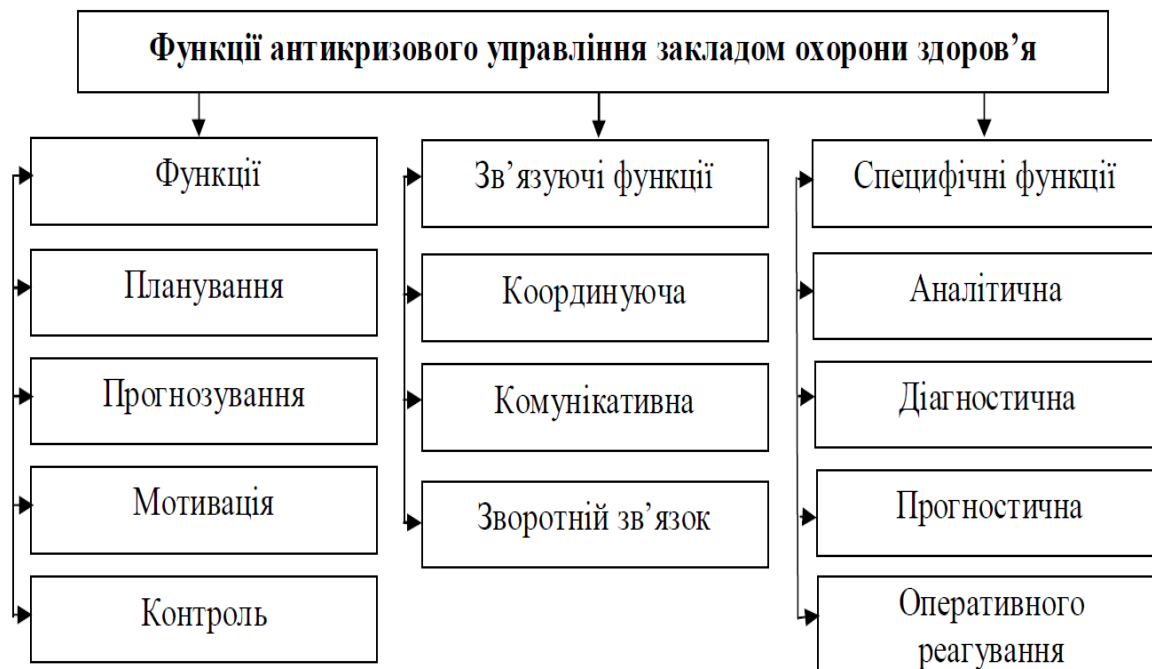 Функції антикризового управління закладом охорони здоров’я
Функції
Планування
Прогнозування
Мотивація
Контроль
Зв’язуючі функції
Координуюча
Комунікативна
Зворотній зв’язок
Специфічні функції
Аналітична
Діагностична
Прогностична
Оперативного
реагування